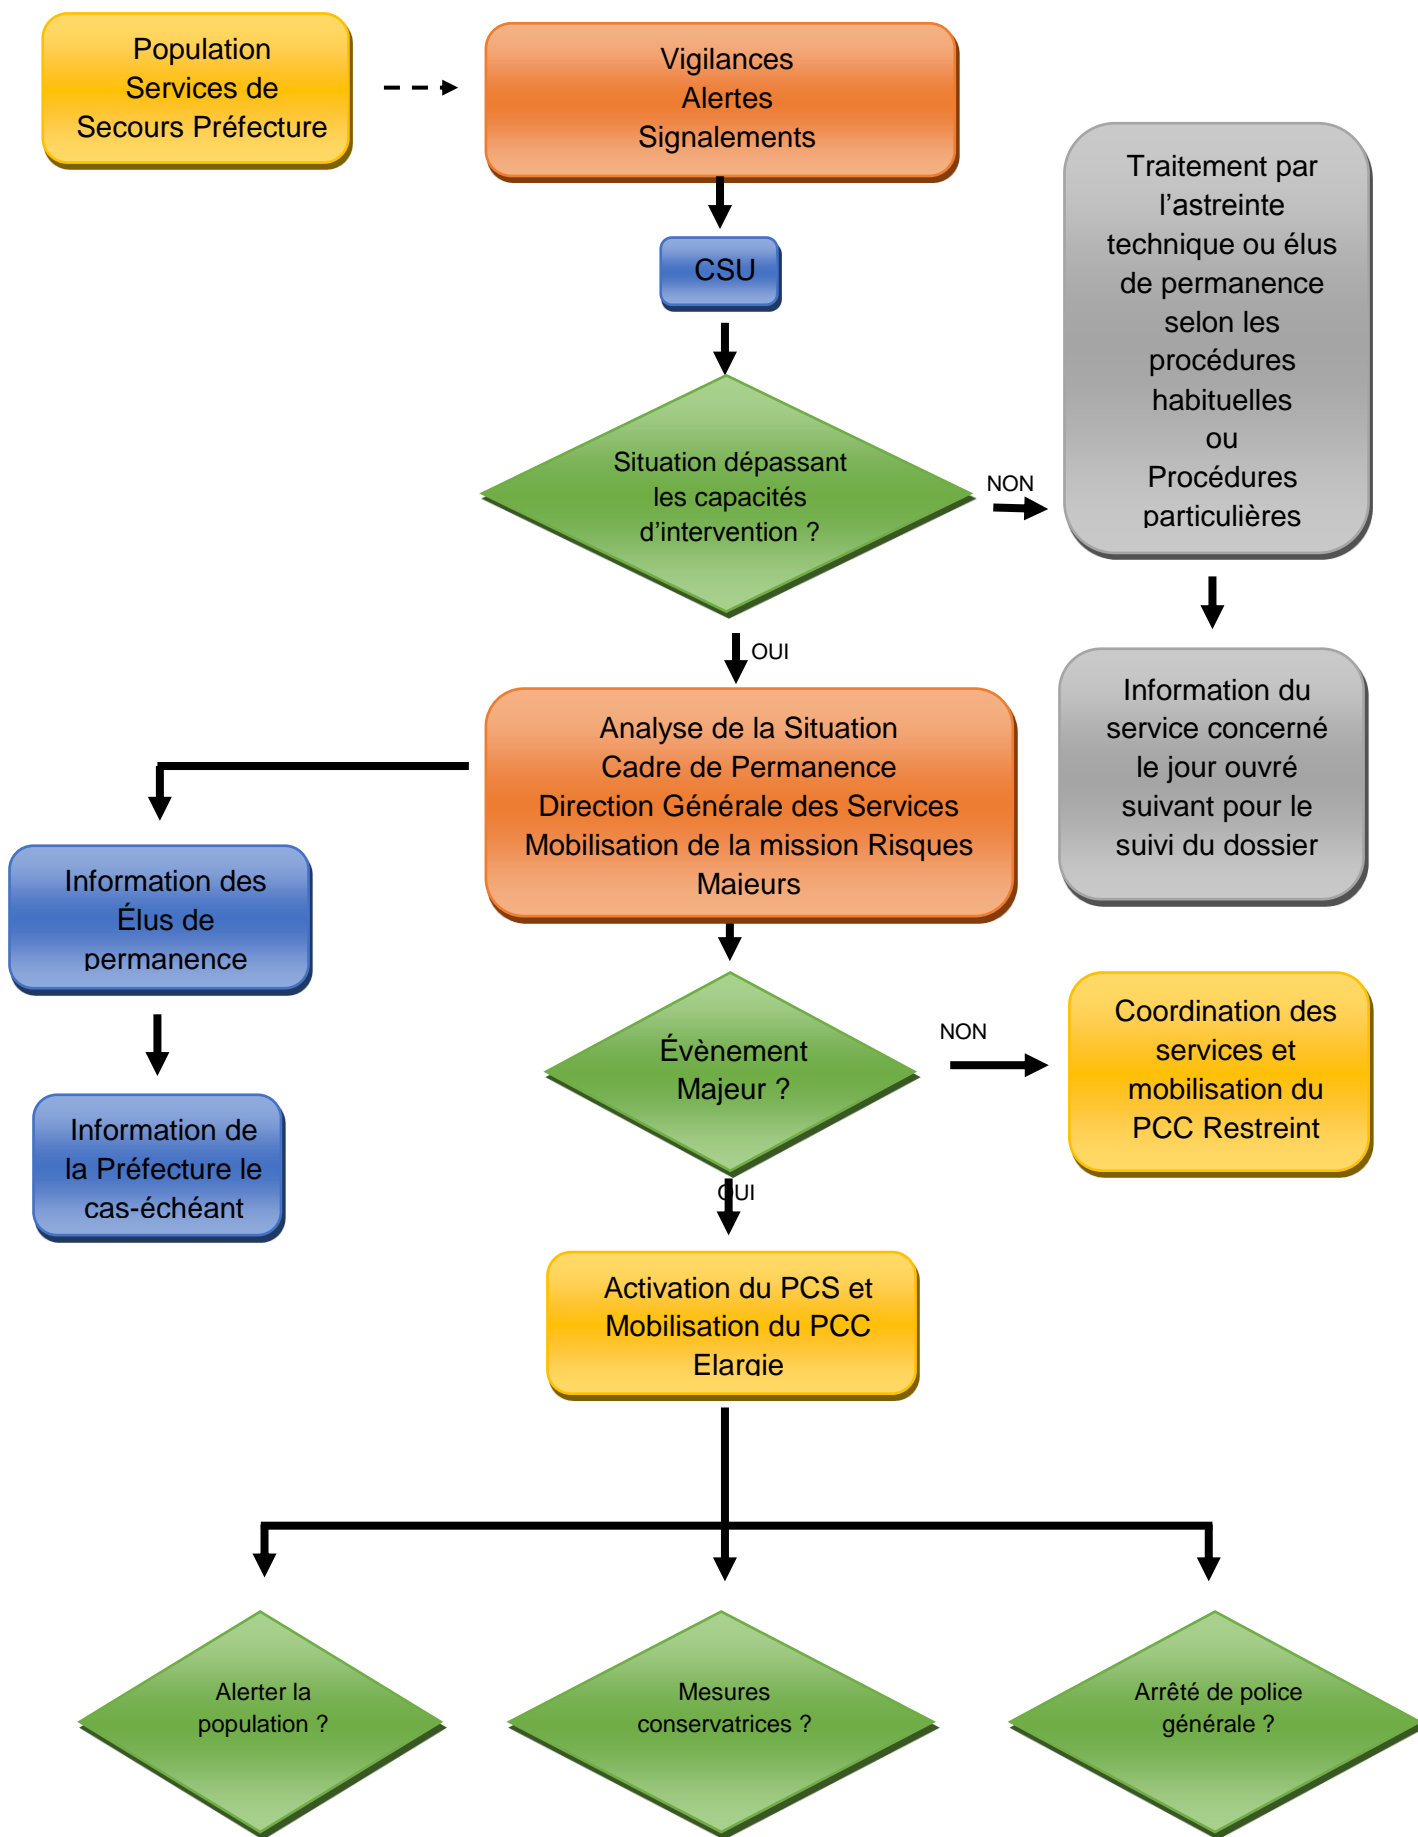 Population
Services de
Secours Préfecture
Vigilances
Alertes
Signalements
CSU
Traitement par
l’astreinte
technique ou élus
de permanence
selon les
procédures
habituelles
ou
Procédures
particulières
Situation dépassant
les capacités
d’intervention ?
NON
OUI
Information du
service concerné
le jour ouvré
suivant pour le
suivi du dossier
Analyse de la Situation
Cadre de Permanence
Direction Générale des Services
Mobilisation de la mission Risques
Majeurs
Information des
Élus de
permanence
Information de
la Préfecture le
cas-échéant
Évènement
Majeur ?
NON
Coordination des
services et
mobilisation du
PCC Restreint
OUI
Activation du PCS et
Mobilisation du PCC
Elargie
Alerter la
population ?
Mesures
conservatrices ?
Arrêté de police
générale ?